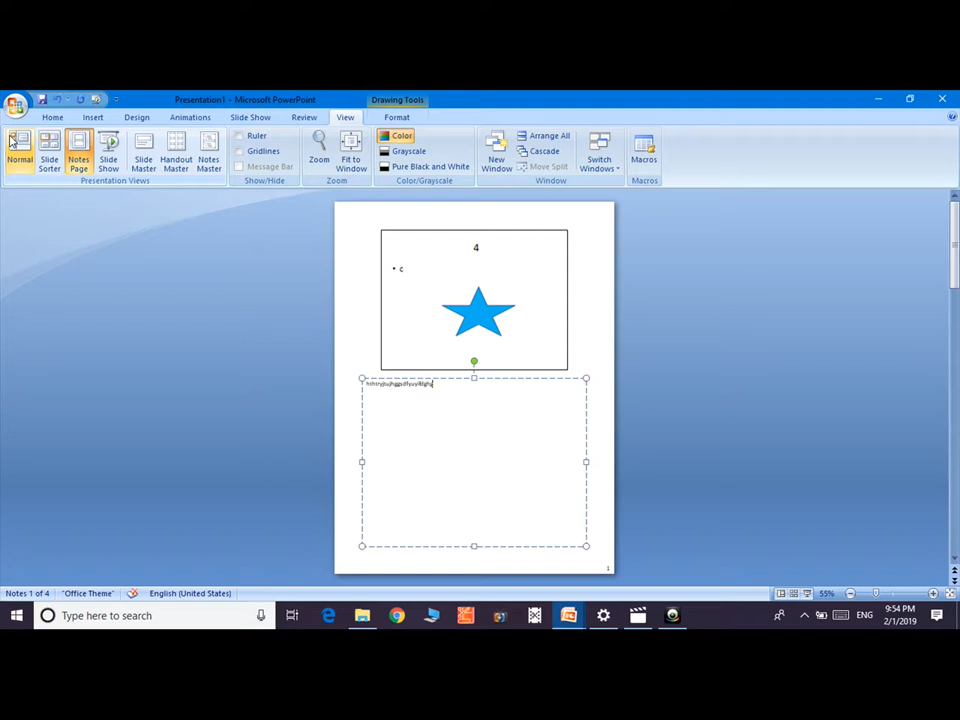 Presentation1 - Microsoft PowerPoint
Drawing Tools
Home
Insert
Design
Animations
Slide Show
Review
View
Format
Normal
Slide Sorter
Notes Page
Slide Show
Slide Master
Handout Master
Notes Master
Presentation Views
Ruler
Gridlines
Message Bar
Show/Hide
Zoom
Fit to Window
Zoom
Color
Grayscale
Pure Black and White
Color/Grayscale
New Window
Arrange All
Cascade
Move Split
Switch Windows
Window
Macros
Macros
4
• c
1
Notes 1 of 4
"Office Theme"
English (United States)
55%
Type here to search
ENG
9:54 PM
2/1/2019